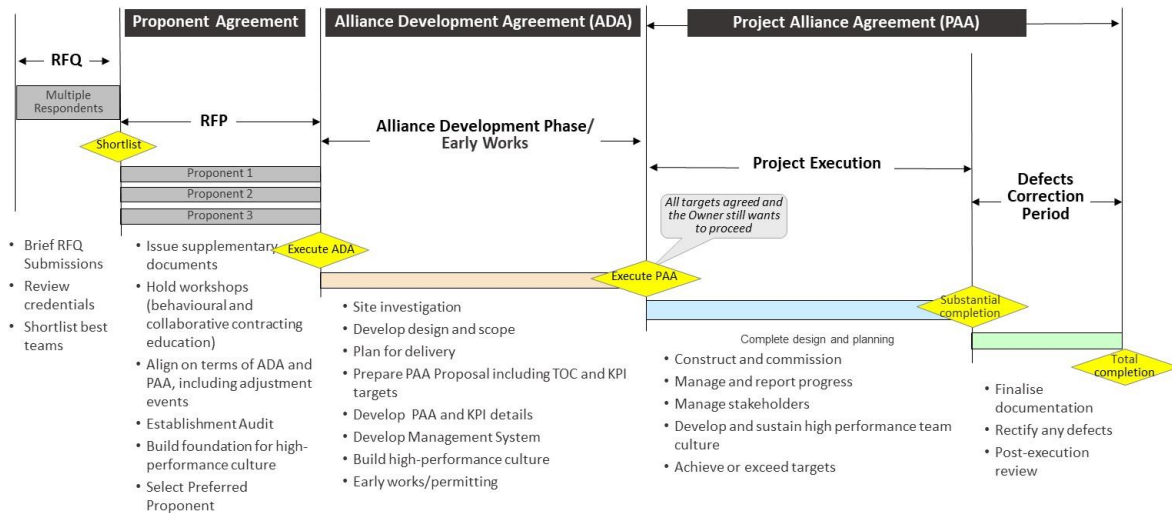 Proponent Agreement
Alliance Development Agreement (ADA)
Project Alliance Agreement (PAA)
RFQ
Multiple
Respondents
Shortlist
RFP
Proponent 1
Proponent 2
Proponent 3
Alliance Development Phase/
Early Works
Project Execution
Defects
Correction
Period
All targets agreed and
the Owner still wants
to proceed
Execute ADA
Execute PAA
Substantial
completion
Total
completion
• Brief RFQ
Submissions
• Review
credentials
• Shortlist best
teams
• Issue supplementary
documents
• Hold workshops
(behavioural and
collaborative contracting
education)
• Align on terms of ADA and
PAA, including adjustment
events
• Establishment Audit
• Build foundation for high-
performance culture
• Select Preferred
Proponent
• Site investigation
• Develop design and scope
• Plan for delivery
• Prepare PAA Proposal including TOC and KPI
targets
• Develop PAA and KPI details
• Develop Management System
• Build high-performance culture
• Early works/permitting
Complete design and planning
• Construct and commission
• Manage and report progress
• Manage stakeholders
• Develop and sustain high performance team
culture
• Achieve or exceed targets
• Finalise
documentation
• Rectify any defects
• Post-execution
review